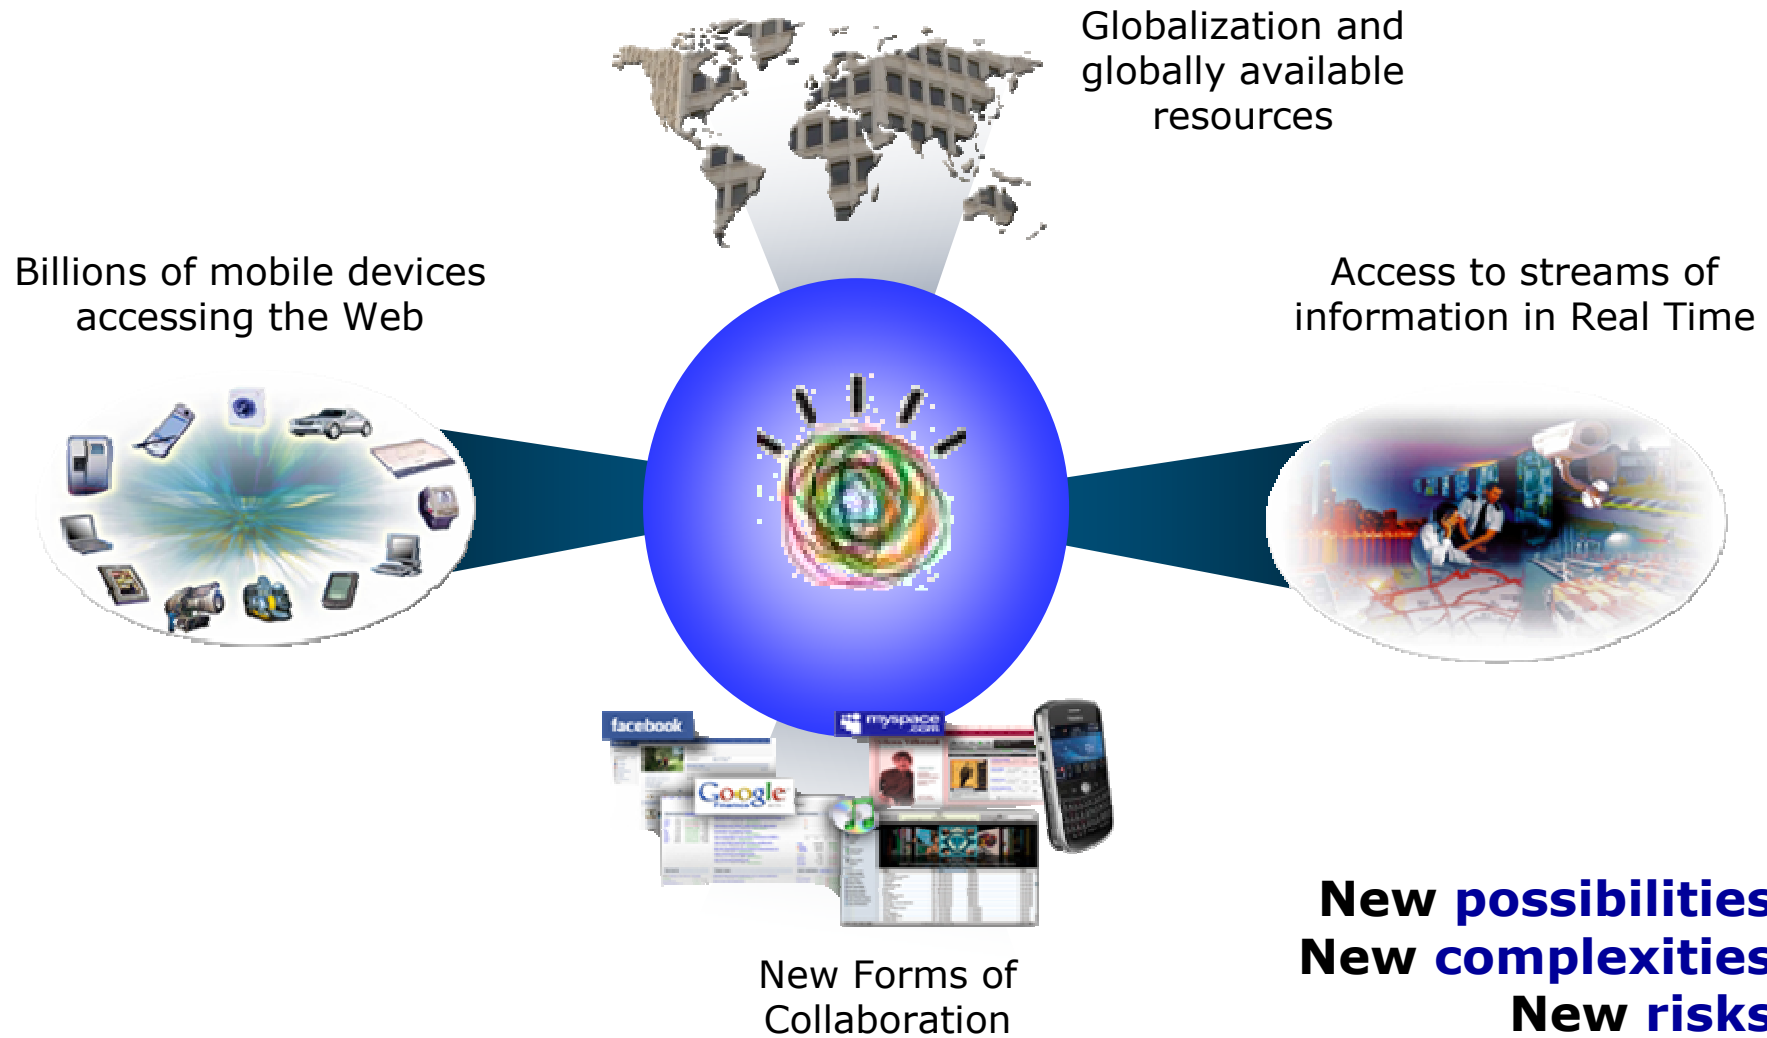 Globalization and
globally available
resources
Billions of mobile devices
accessing the Web
Access to streams of
information in Real Time
facebook
myspace
.com
Google
Finance
New Forms of
Collaboration
New possibilities
New complexities
New risks